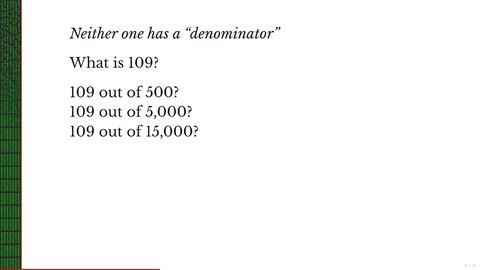 Neither one has a “denominator”
What is 109?
109 out of 500?
109 out of 5,000?
109 out of 15,000?